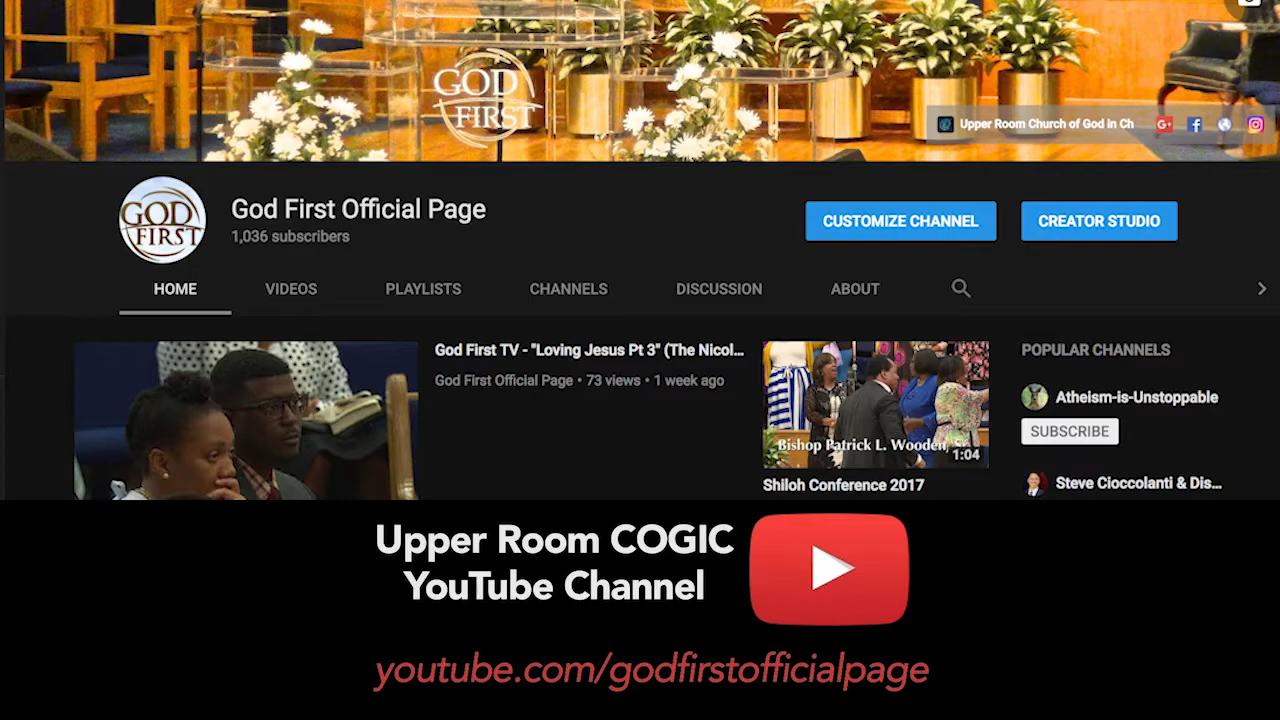 GOD
FIRST
Upper Room Church of God in Ch
GOD
FIRST
God First Official Page
1,036 subscribers
CUSTOMIZE CHANNEL
CREATOR STUDIO
HOME
VIDEOS
PLAYLISTS
CHANNELS
DISCUSSION
ABOUT
God First TV - "Loving Jesus Pt 3" (The Nicol...
God First Official Page • 73 views • 1 week ago
Bishop Patrick L. Wooden, Sr.
1:04
Shiloh Conference 2017
POPULAR CHANNELS
Atheism-is-Unstoppable
SUBSCRIBE
Steve Cioccolanti & Dis...
Upper Room COGIC
YouTube Channel
youtube.com/godfirstofficialpage